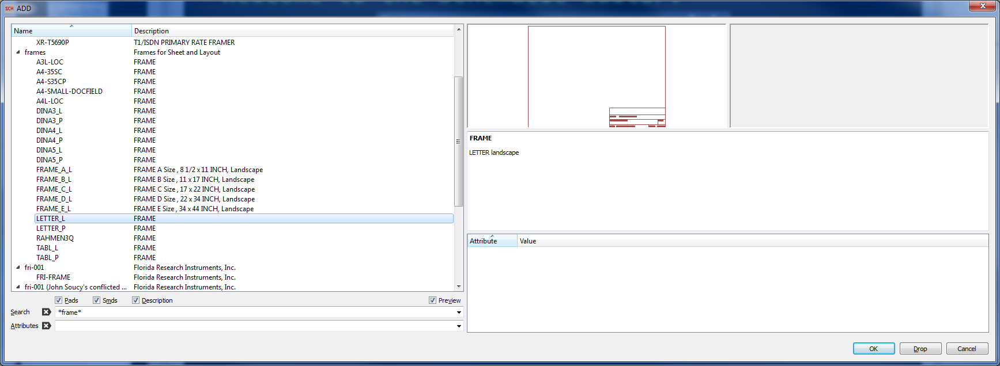 SCH ADD
Name Description
XR-T5690P T1/ISDN PRIMARY RATE FRAMER
frames Frames for Sheet and Layout
A3L-LOC FRAME
A4-35SC FRAME
A4-S35CP FRAME
A4-SMALL-DOCFIELD FRAME
A4L-LOC FRAME
DINA3_L FRAME
DINA3_P FRAME
DINA4_L FRAME
DINA4_P FRAME
DINA5_L FRAME
DINA5_P FRAME
FRAME_A_L FRAME A Size , 8 1/2 x 11 INCH, Landscape
FRAME_B_L FRAME B Size , 11 x 17 INCH, Landscape
FRAME_C_L FRAME C Size , 17 x 22 INCH, Landscape
FRAME_D_L FRAME D Size , 22 x 34 INCH, Landscape
FRAME_E_L FRAME E Size , 34 x 44 INCH, Landscape
LETTER_L FRAME
LETTER_P FRAME
RAHMEN3Q FRAME
TABL_L FRAME
TABL_P FRAME
fri-001 Florida Research Instruments, Inc.
FRI-FRAME Florida Research Instruments, Inc.
fri-001 (John Soucy's conflicted ... Florida Research Instruments, Inc.
Pads Smds Description Preview
Search *frame*
Attributes
FRAME
LETTER landscape
Attribute Value
OK Drop Cancel